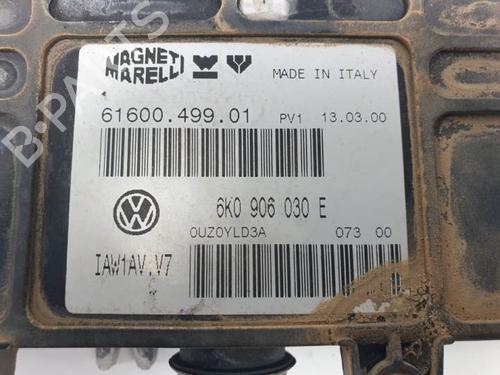 MAGNETI
MARELLI
MADE IN ITALY
61600.499.01 PV1 13.03.00
6K0 906 030 E
0UZ0YLD3A 073 00
IAW1AV.V7
B-PARTS